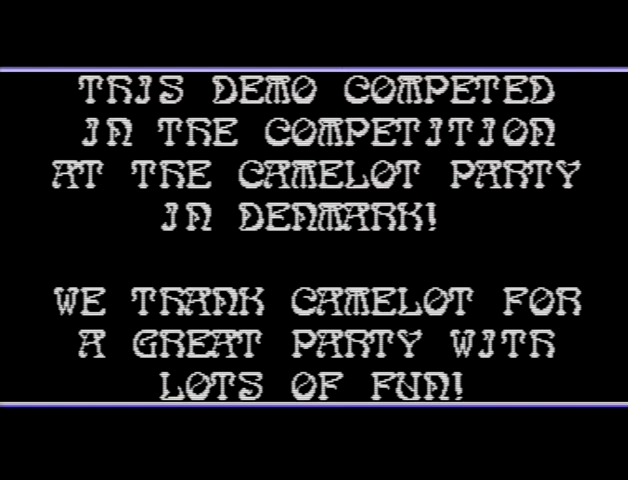 THIS DEMO COMPETED
IN THE COMPETITION
AT THE CAMELOT PARTY
IN DENMARK!
WE THANK CAMELOT FOR
A GREAT PARTY WITH
LOTS OF FUN!